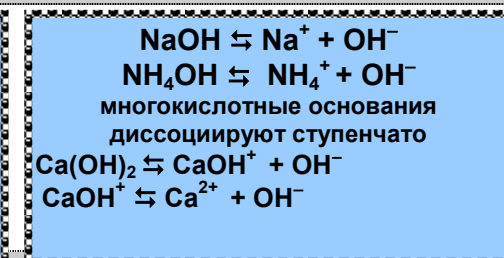 NaOH ⇆ Na⁺ + OH⁻
NH₄OH ⇆ NH₄⁺ + OH⁻
многокислотные основания
диссоциируют ступенчато
Ca(OH)₂ ⇆ CaOH⁺ + OH⁻
CaOH⁺ ⇆ Ca²⁺ + OH⁻